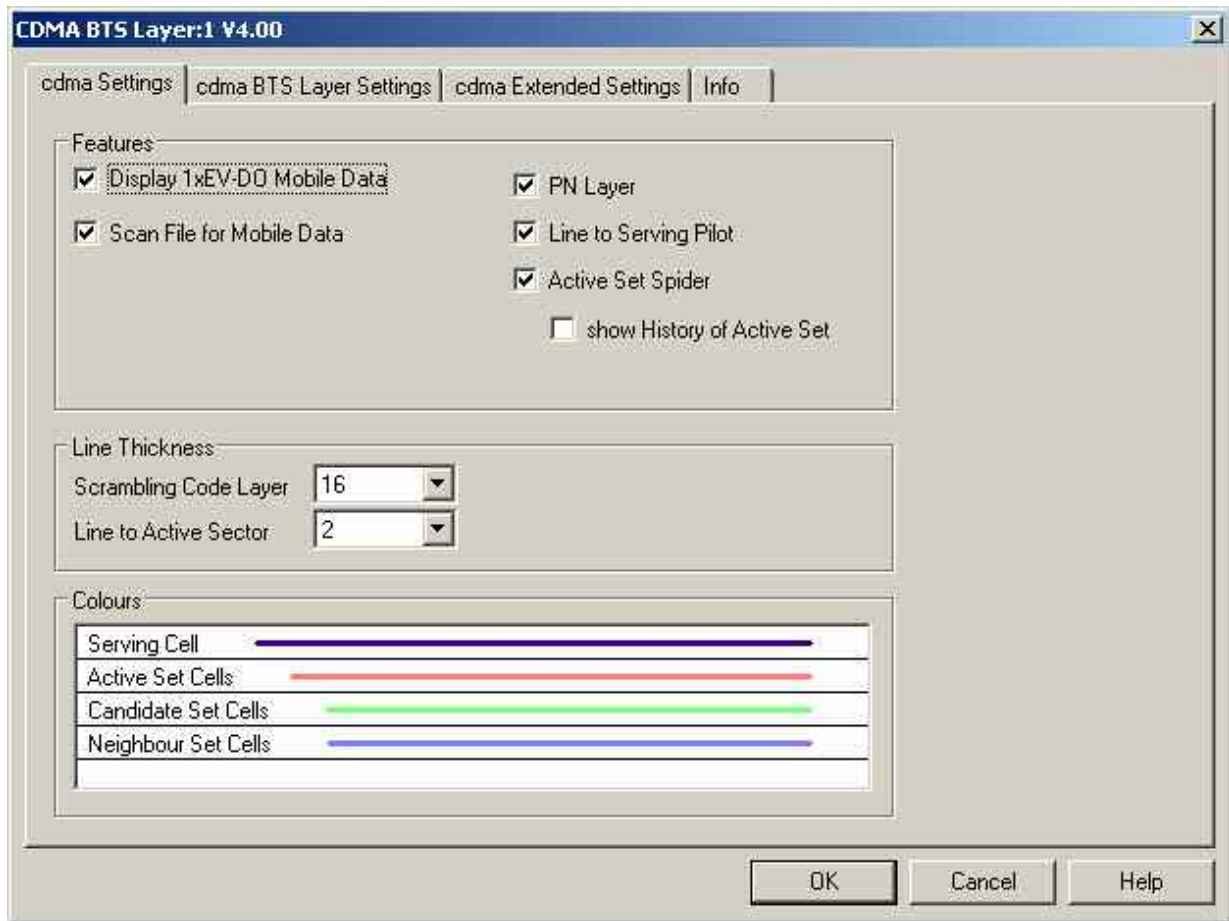 CDMA BTS Layer:1 V4.00
cdma Settings
cdma BTS Layer Settings
cdma Extended Settings
Info
Features
Display 1xEV-DO Mobile Data
Scan File for Mobile Data
PN Layer
Line to Serving Pilot
Active Set Spider
show History of Active Set
Line Thickness
Scrambling Code Layer 16
Line to Active Sector 2
Colours
Serving Cell
Active Set Cells
Candidate Set Cells
Neighbour Set Cells
OK
Cancel
Help